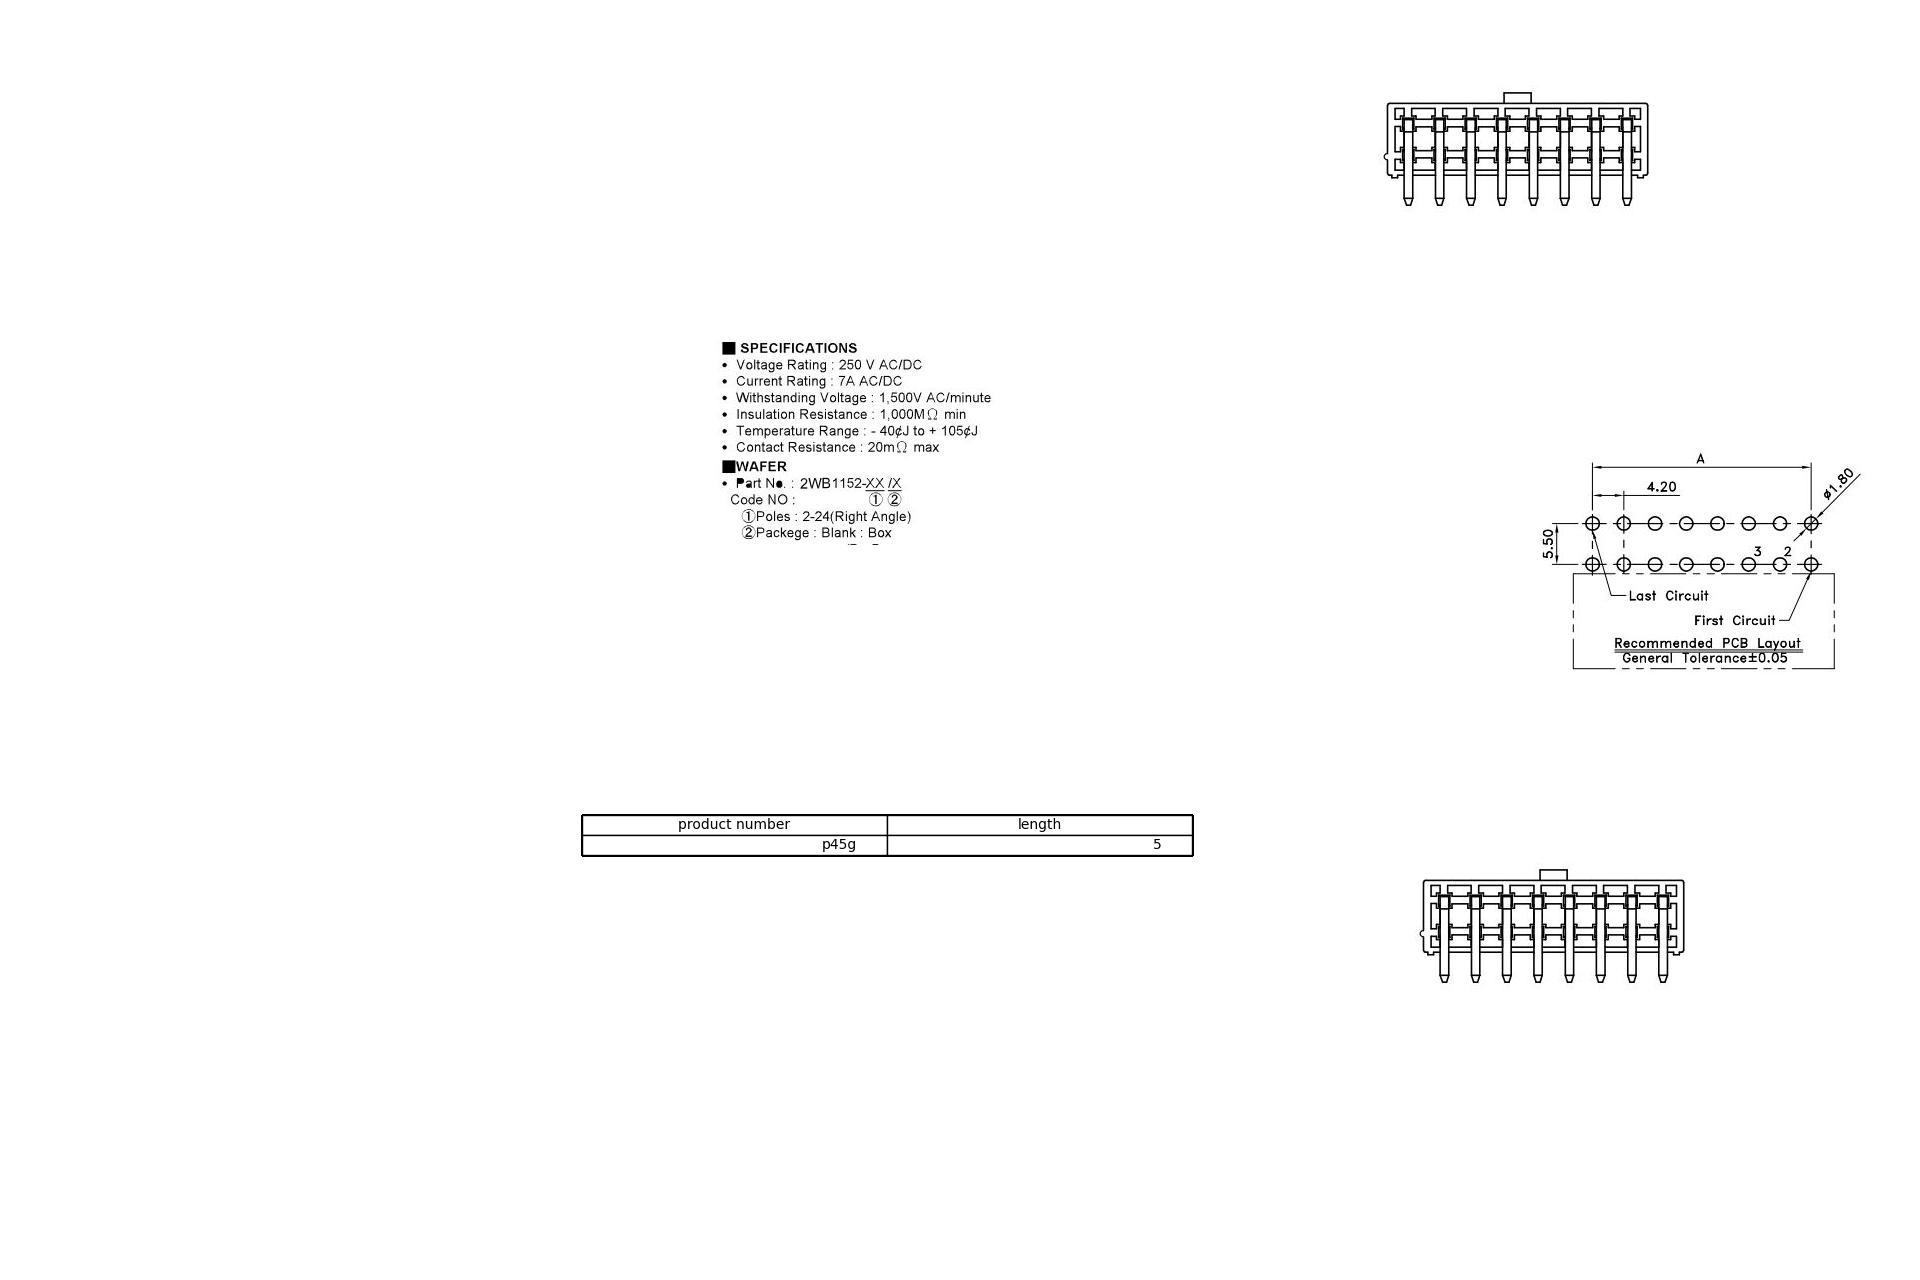 ■ SPECIFICATIONS
• Voltage Rating : 250 V AC/DC
• Current Rating : 7A AC/DC
• Withstanding Voltage : 1,500V AC/minute
• Insulation Resistance : 1,000MΩ min
• Temperature Range : - 40¢J to + 105¢J
• Contact Resistance : 20mΩ max
■WAFER
• Part No. : 2WB1152-XX /X
Code NO : ① ②
①Poles : 2-24(Right Angle)
②Packege : Blank : Box
A
4.20
ø1.80
5.50
3 2
Last Circuit
First Circuit
Recommended PCB Layout
General Tolerance±0.05
product number length
p45g 5